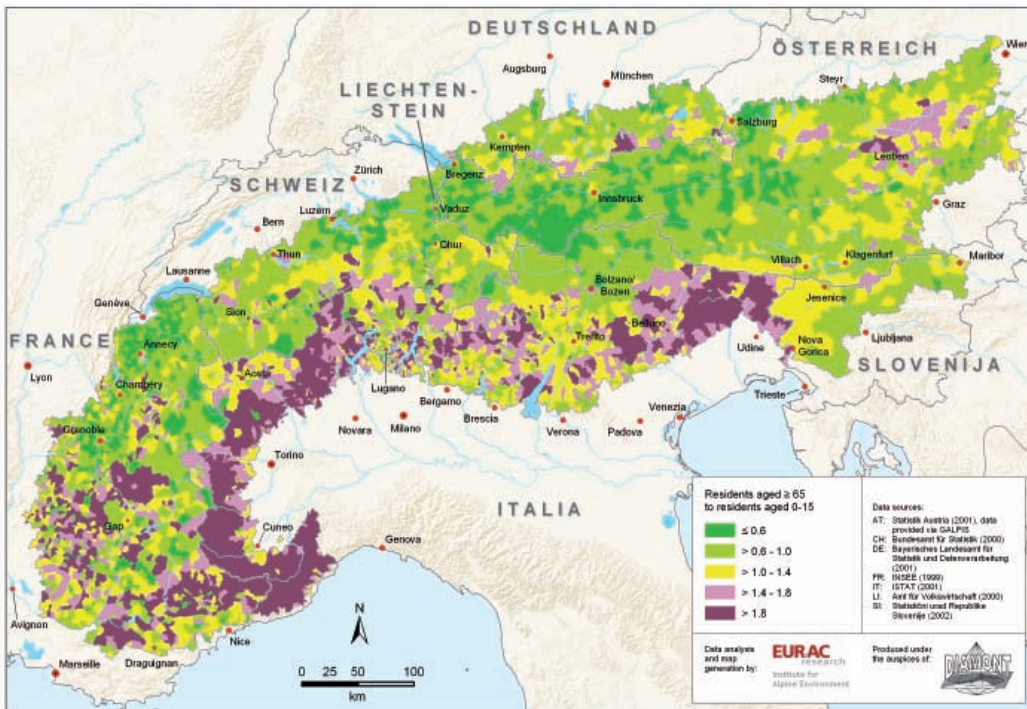 DEUTSCHLAND
ÖSTERREICH
Wien
Augsburg
München
Steyr
LIECHTEN-
STEIN
Salzburg
Kempten
Leoben
Zürich
Bregenz
SCHWEIZ
Innsbruck
Luzern
Vaduz
Graz
Bern
Chur
Thun
Villach
Klagenfurt
Maribor
Lausanne
Bolzano/
Bozen
Jesenice
Genéve
Sion
Belluno
Trento
Ljubljana
FRANCE
Annecy
Udine
Nova
Gorica
SLOVENIJA
Lyon
Aosta
Chambéry
Lugano
Trieste
Bergamo
Brescia
Venezia
Novara
Milano
Verona
Padova
Grenoble
Torino
ITALIA
Gap
Cuneo
Genova
Avignon
Nice
Marseille
Draguignan
N
0 25 50 100
km
Residents aged ≥ 65
to residents aged 0-15
≤ 0.6
> 0.6 - 1.0
> 1.0 - 1.4
> 1.4 - 1.8
> 1.8
Data sources:
AT: Statistik Austria (2001), data
provided via GALPIS
CH: Bundesamt für Statistik (2000)
DE: Bayerisches Landesamt für
Statistik und Datenverarbeitung
(2001)
FR: INSEE (1999)
IT: ISTAT (2001)
LI: Amt für Volkswirtschaft (2000)
SI: Statistični urad Republike
Slovenije (2002)
Data analysis
and map
generation by:
EURAC
research
Institute for
Alpine Environment
Produced under
the auspices of:
DIAMONT